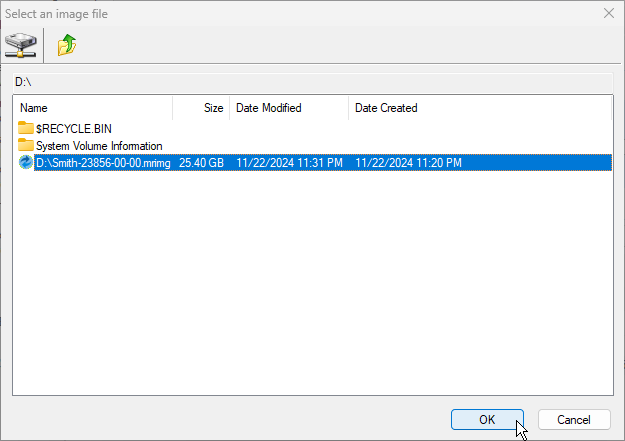 Select an image file
D:\
Name Size Date Modified Date Created
$RECYCLE.BIN
System Volume Information
D:\Smith-23856-00-00.mrimg 25.40 GB 11/22/2024 11:31 PM 11/22/2024 11:20 PM
OK Cancel